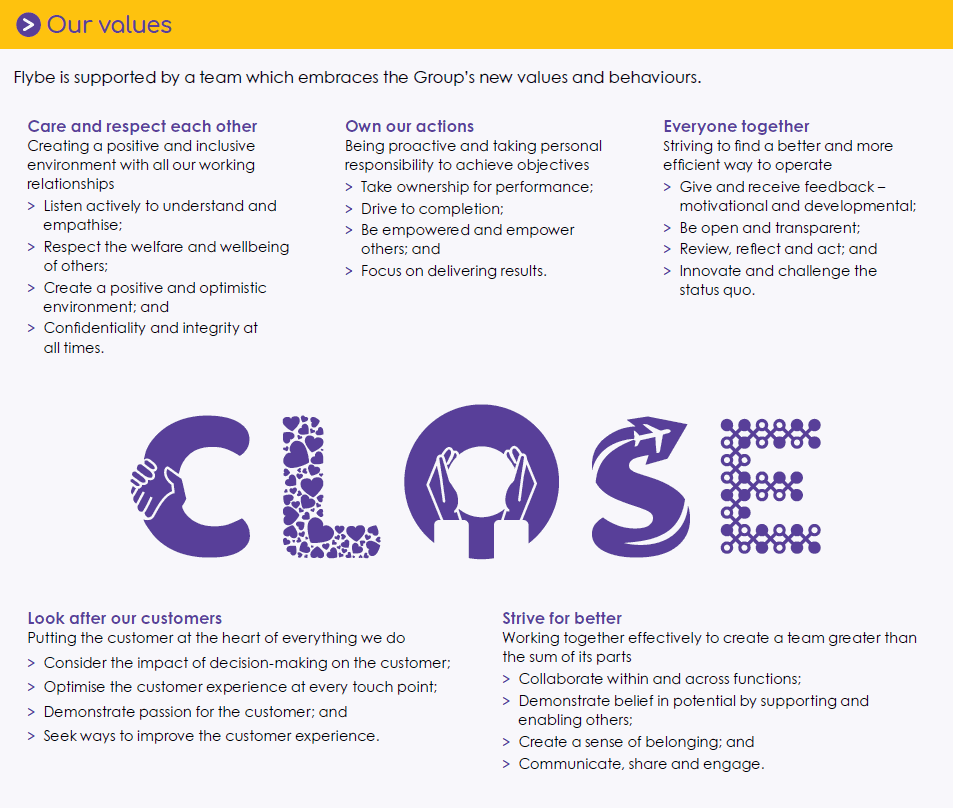 Our values
Flybe is supported by a team which embraces the Group's new values and behaviours.
Care and respect each other
Creating a positive and inclusive
environment with all our working
relationships
> Listen actively to understand and
empathise;
> Respect the welfare and wellbeing
of others;
> Create a positive and optimistic
environment; and
> Confidentiality and integrity at
all times.
Own our actions
Being proactive and taking personal
responsibility to achieve objectives
> Take ownership for performance;
> Drive to completion;
> Be empowered and empower
others; and
> Focus on delivering results.
Everyone together
Striving to find a better and more
efficient way to operate
> Give and receive feedback –
motivational and developmental;
> Be open and transparent;
> Review, reflect and act; and
> Innovate and challenge the
status quo.
CLOSE
Look after our customers
Putting the customer at the heart of everything we do
> Consider the impact of decision-making on the customer;
> Optimise the customer experience at every touch point;
> Demonstrate passion for the customer; and
> Seek ways to improve the customer experience.
Strive for better
Working together effectively to create a team greater than
the sum of its parts
> Collaborate within and across functions;
> Demonstrate belief in potential by supporting and
enabling others;
> Create a sense of belonging; and
> Communicate, share and engage.